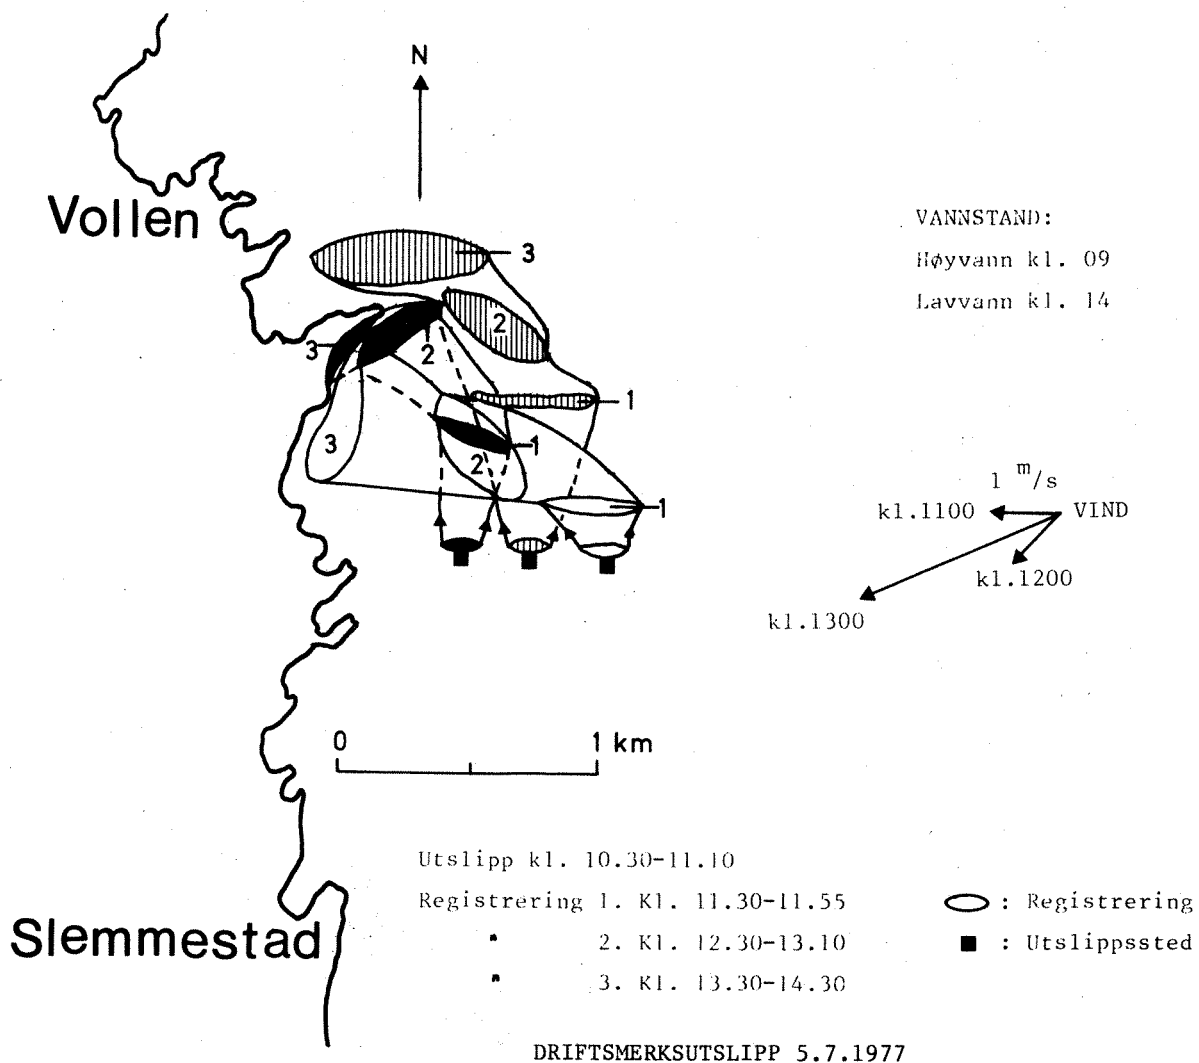 N
Vollen
VANNSTAND:
Høyvann kl. 09
Lavvann kl. 14
3
2
3
2
1
3
1
2
1
1 m/s
kl.1100
VIND
kl.1200
kl.1300
0
1 km
Utslipp kl. 10.30-11.10
Registrering 1. Kl. 11.30-11.55
" 2. Kl. 12.30-13.10
" 3. Kl. 13.30-14.30
: Registrering
: Utslippssted
Slemmestad
DRIFTSMERKSUTSLIPP 5.7.1977